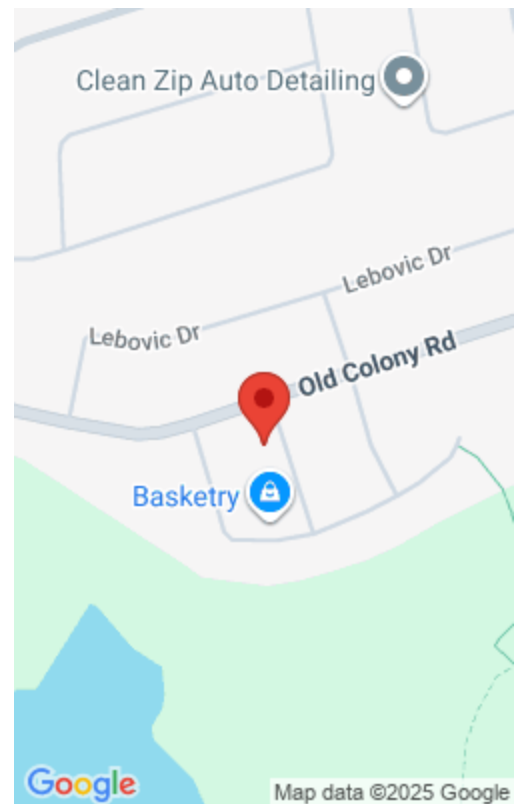 Clean Zip Auto Detailing
Lebovic Dr
Lebovic Dr
Old Colony Rd
Basketry
Google
Map data ©2025 Google